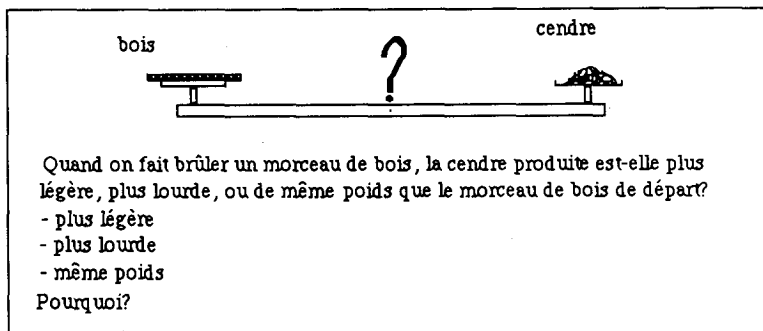 bois
cendre
?
Quand on fait brûler un morceau de bois, la cendre produite est-elle plus
légère, plus lourde, ou de même poids que le morceau de bois de départ?
- plus légère
- plus lourde
- même poids
Pourquoi?